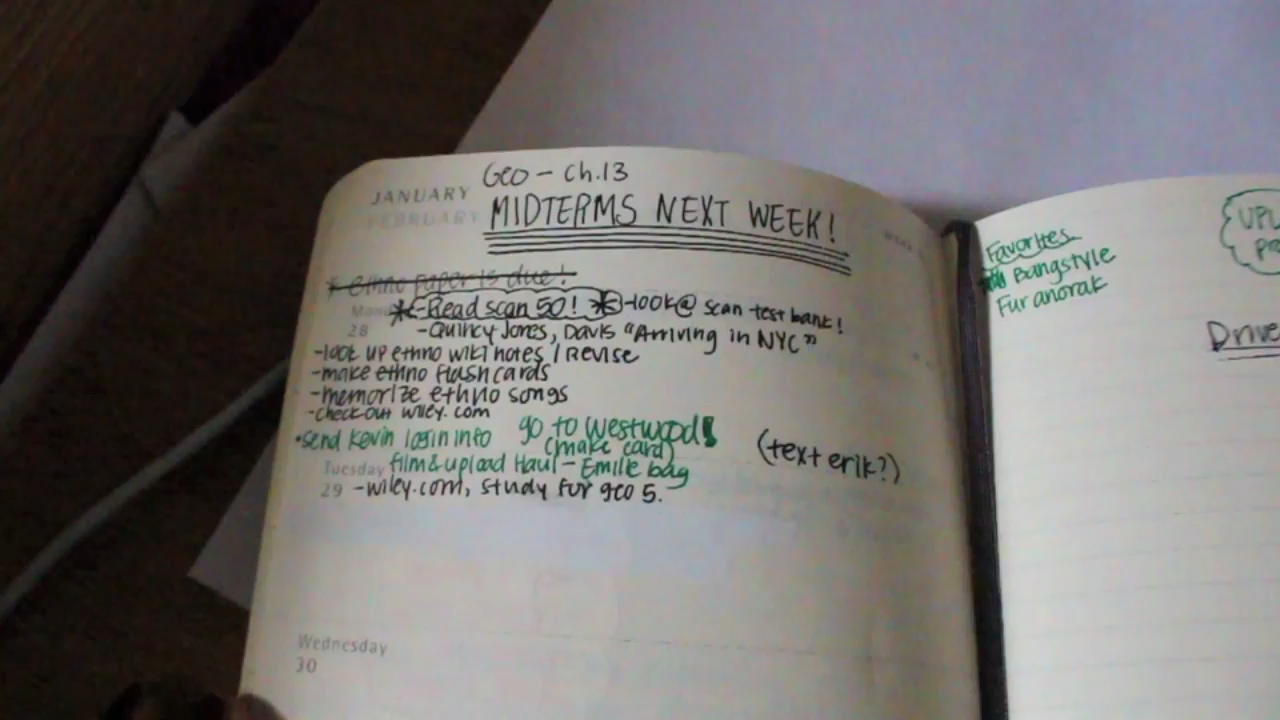 Geo - Ch.13
JANUARY
FEBRUARY
MIDTERMS NEXT WEEK!
* ethno paper is due!
*-Read scan 50! * -look@ scan test bank!
Monday
28
-Quincy Jones, Davis "Arriving in NYC"
-look up ethno wiki notes / Revise
-make ethno flashcards
-memorize ethno songs
-check out wiley.com
•send kevin login info go to Westwood
(make card)
(text erik?)
Tuesday
film & upload Haul - Emilie bag
29
-wiley.com, study for geo 5.
Wednesday
30
Favorites
Bangstyle
Fur anorak
Drive